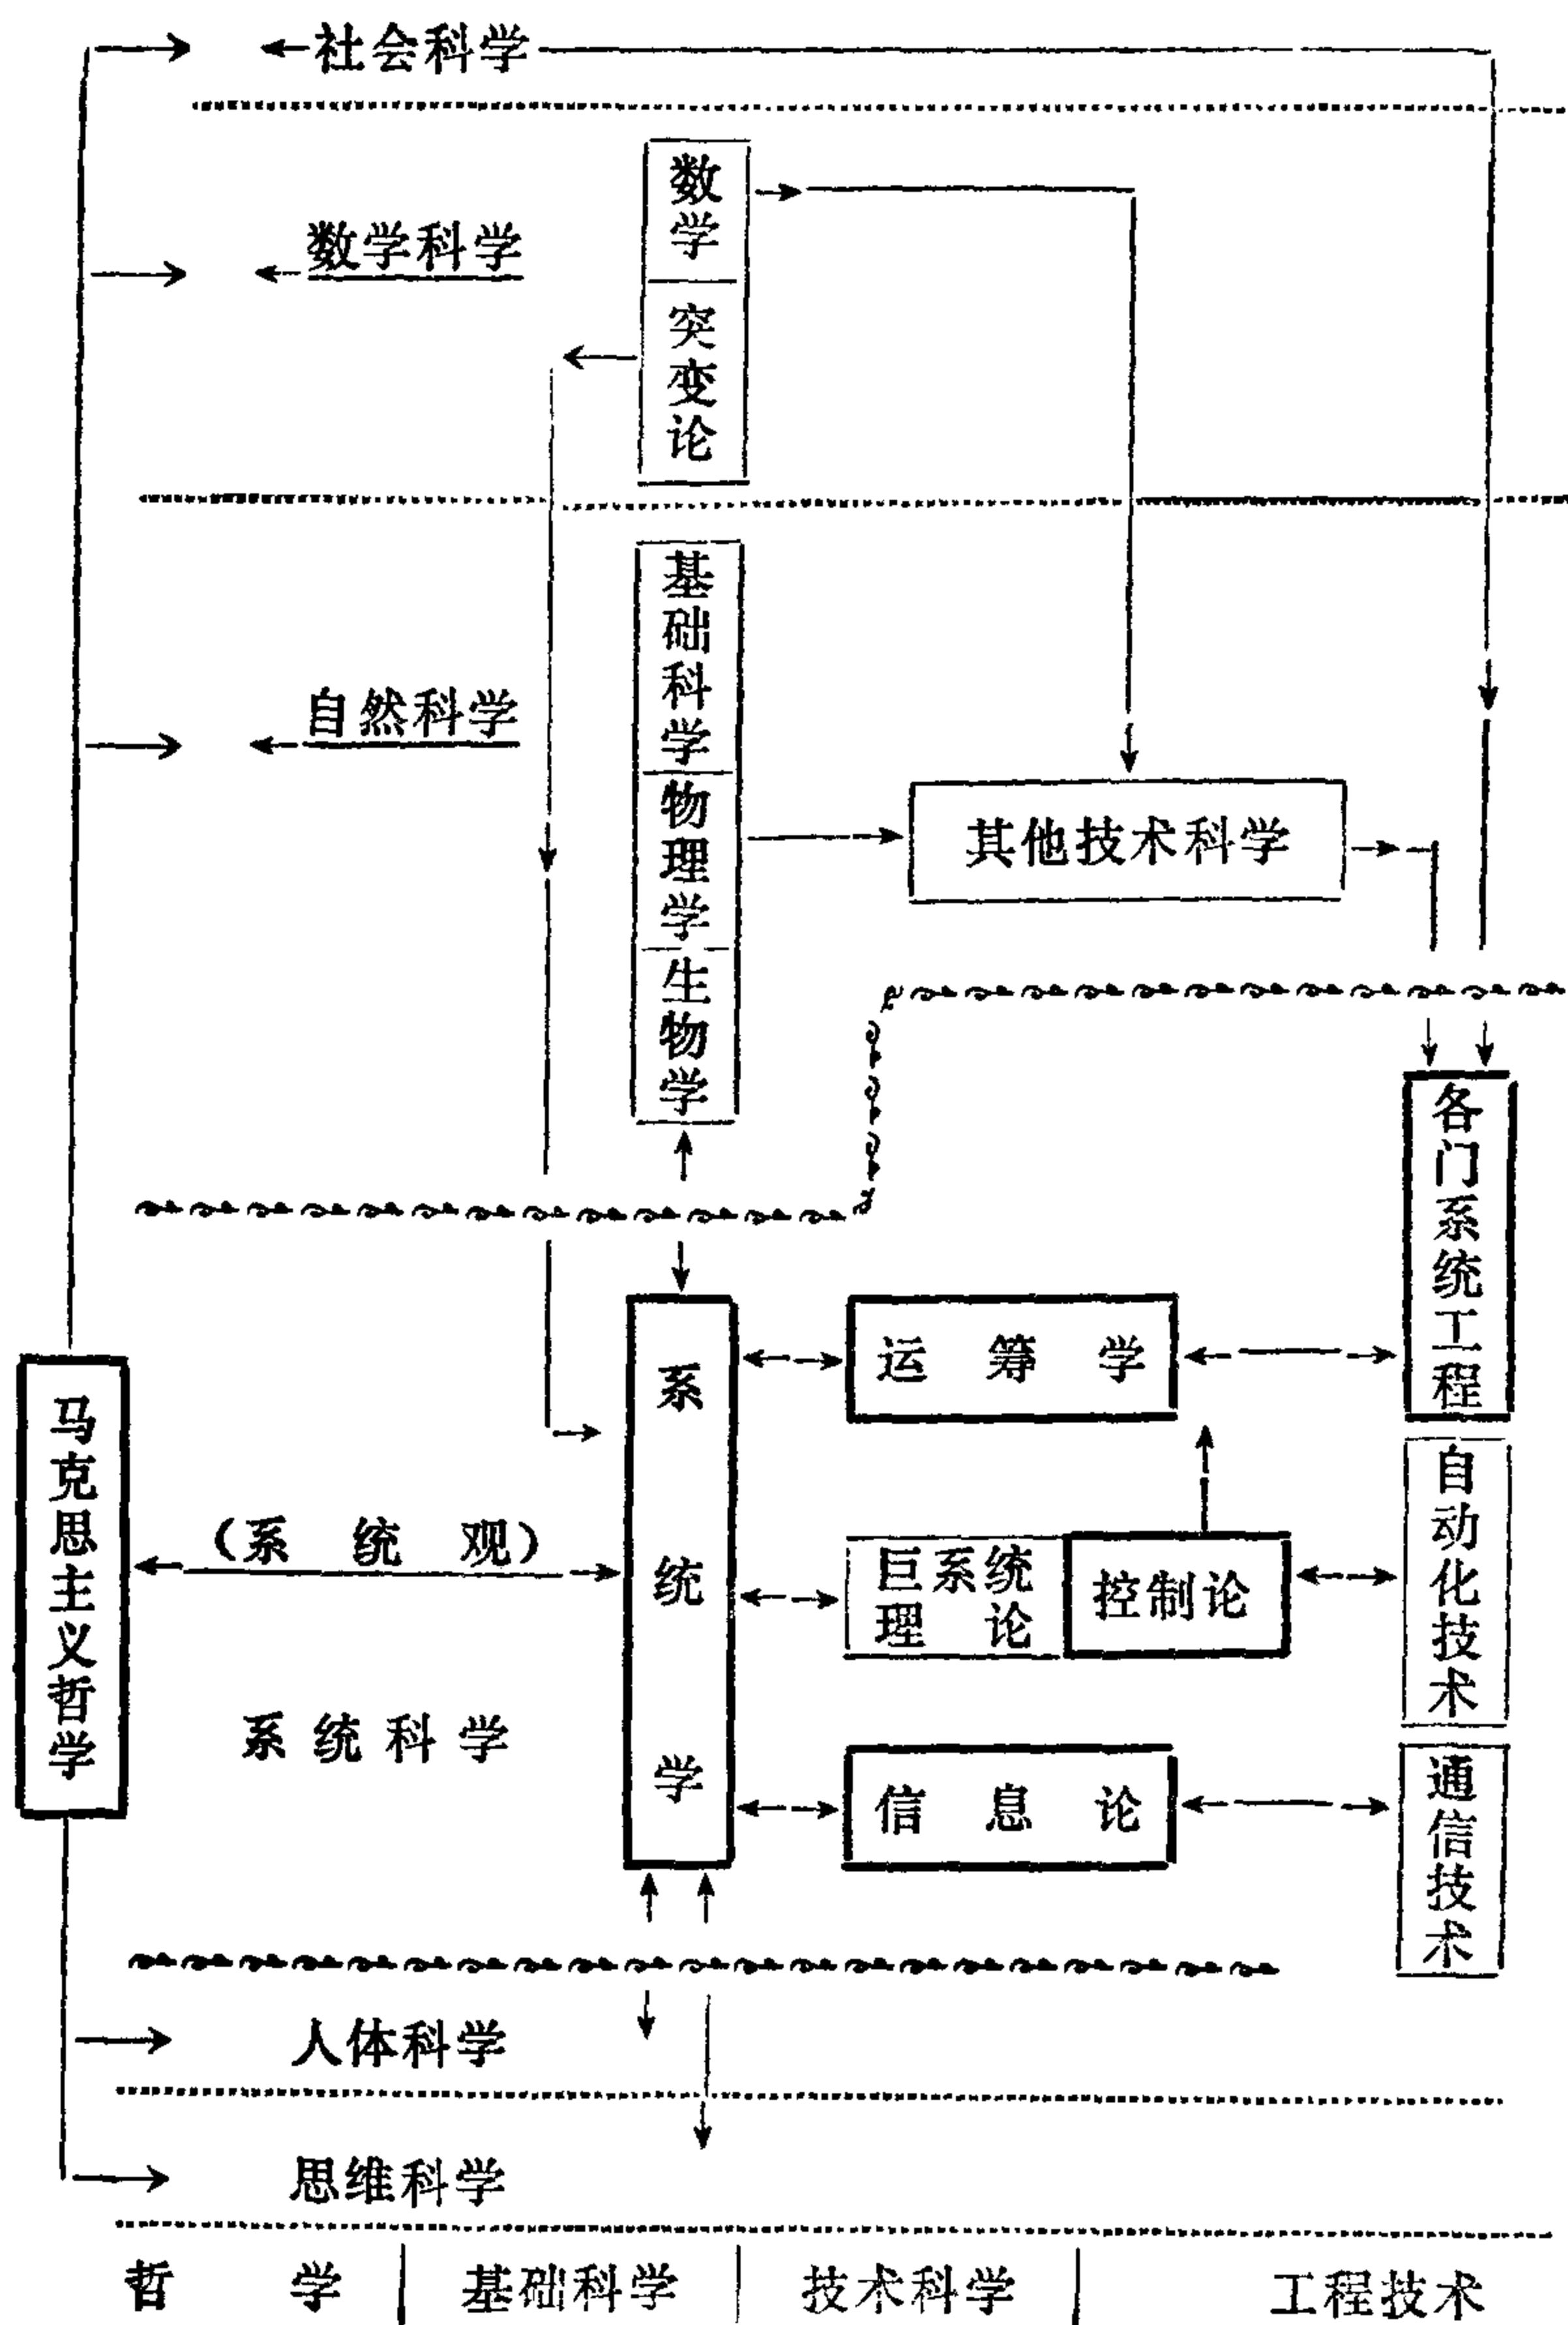 社会科学
数学科学
数学
突变论
自然科学
基础科学
物理学
生物学
其他技术科学
各门系统工程
马克思主义哲学
（系统观）
系统科学
系统学
运筹学
巨系统
理论
控制论
信息论
自动化技术
通信技术
人体科学
思维科学
哲学
基础科学
技术科学
工程技术